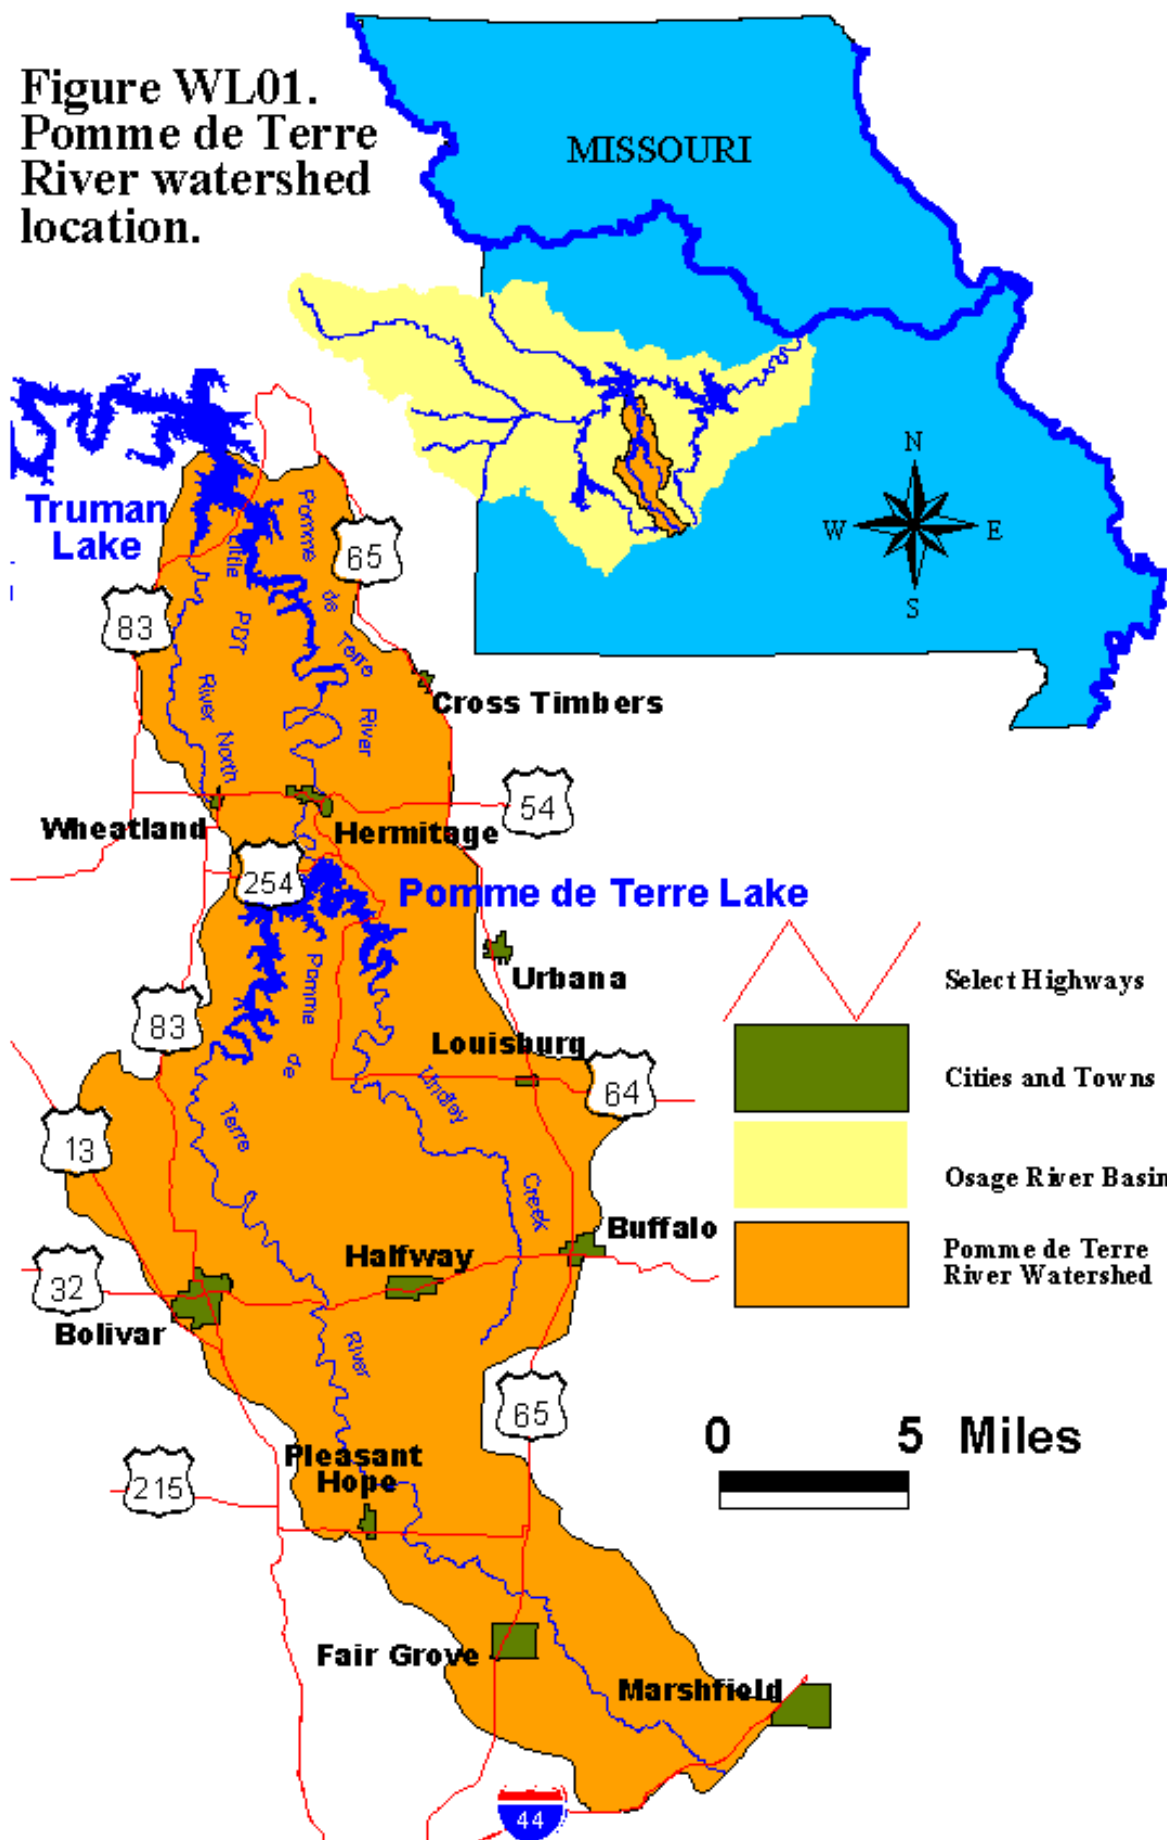 Figure WL01.
Pomme de Terre
River watershed
location.
MISSOURI
N
W
E
S
Truman
Lake
65
83
Pomme
de
Terre
River
Little
PDT
River
North
Cross Timbers
54
Wheatland
Hermitage
254
Pomme de Terre Lake
Urbana
83
Pomme
de
Terre
River
Louisburg
64
Lindley
Creek
13
Buffalo
Halfway
32
Bolivar
65
Pleasant
Hope
215
Fair Grove
Marshfield
44
Select Highways
Cities and Towns
Osage River Basin
Pomme de Terre
River Watershed
0 5 Miles